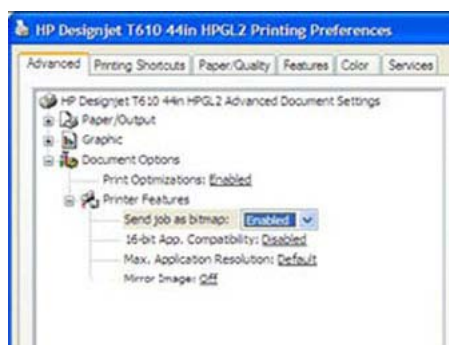 HP Designjet T610 44in HPGL2 Printing Preferences
Advanced Printing Shortcuts Paper/Quality Features Color Services
HP Designjet T610 44in HPGL2 Advanced Document Settings
Paper/Output
Graphic
Document Options
Print Optimizations: Enabled
Printer Features
Send job as bitmap: Enabled
16-bit App. Compatibility: Disabled
Max. Application Resolution: Default
Mirror Image: Off